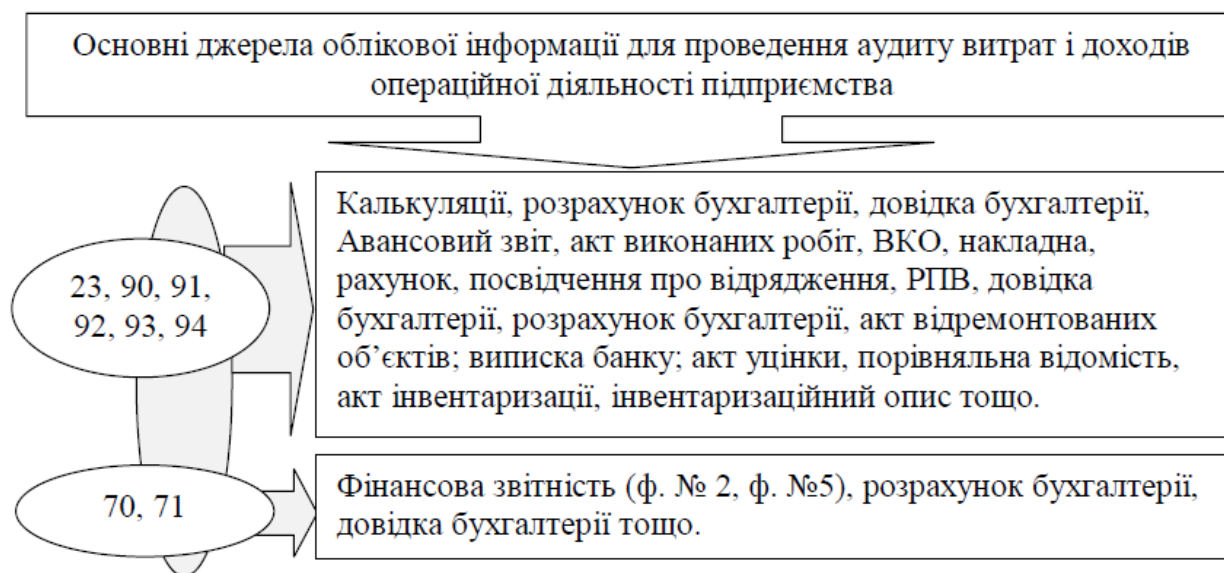 Основні джерела облікової інформації для проведення аудиту витрат і доходів
операційної діяльності підприємства
23, 90, 91,
92, 93, 94
Калькуляції, розрахунок бухгалтерії, довідка бухгалтерії,
Авансовий звіт, акт виконаних робіт, ВКО, накладна,
рахунок, посвідчення про відрядження, РПВ, довідка
бухгалтерії, розрахунок бухгалтерії, акт відремонтованих
об’єктів; виписка банку; акт уцінки, порівняльна відомість,
акт інвентаризації, інвентаризаційний опис тощо.
70, 71
Фінансова звітність (ф. № 2, ф. №5), розрахунок бухгалтерії,
довідка бухгалтерії тощо.